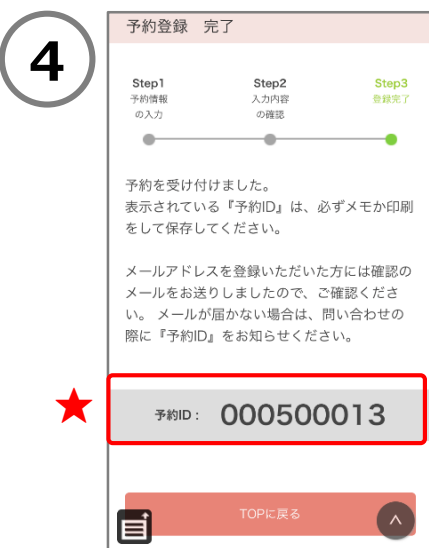 4
予約登録　完了
Step1
予約情報
の入力
Step2
入力内容
の確認
Step3
登録完了
予約を受け付けました。
表示されている『予約ID』は、必ずメモか印刷
をして保存してください。
メールアドレスを登録いただいた方には確認の
メールをお送りしましたので、ご確認くださ
い。 メールが届かない場合は、問い合わせの
際に『予約ID』をお知らせください。
予約ID： 000500013
TOPに戻る